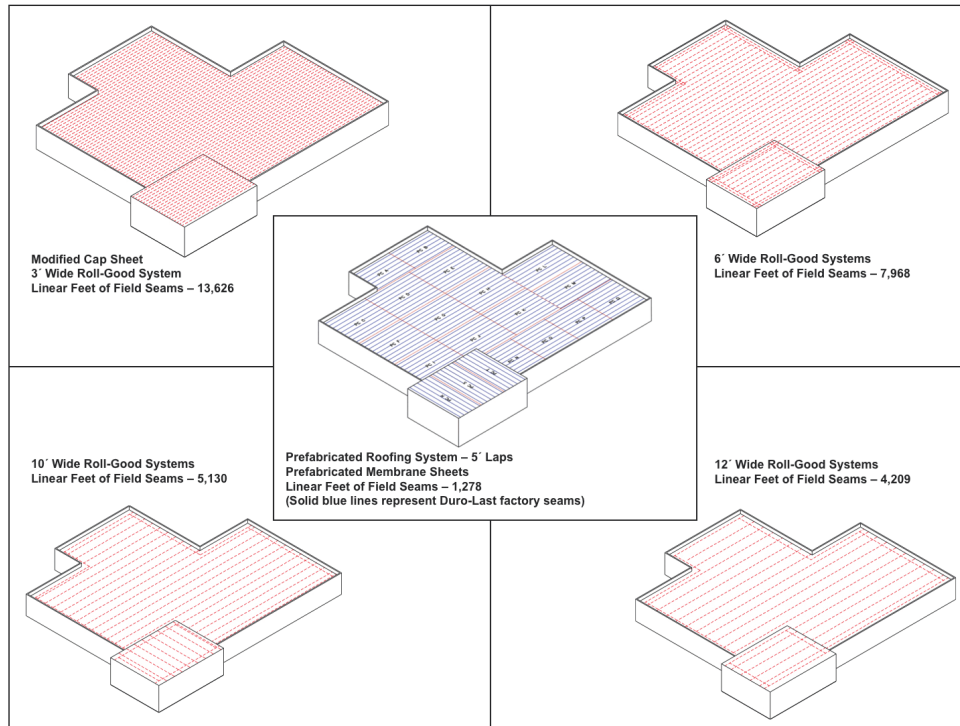 Modified Cap Sheet
3´ Wide Roll-Good System
Linear Feet of Field Seams – 13,626
6´ Wide Roll-Good Systems
Linear Feet of Field Seams – 7,968
Prefabricated Roofing System – 5´ Laps
Prefabricated Membrane Sheets
Linear Feet of Field Seams – 1,278
(Solid blue lines represent Duro-Last factory seams)
10´ Wide Roll-Good Systems
Linear Feet of Field Seams – 5,130
12´ Wide Roll-Good Systems
Linear Feet of Field Seams – 4,209